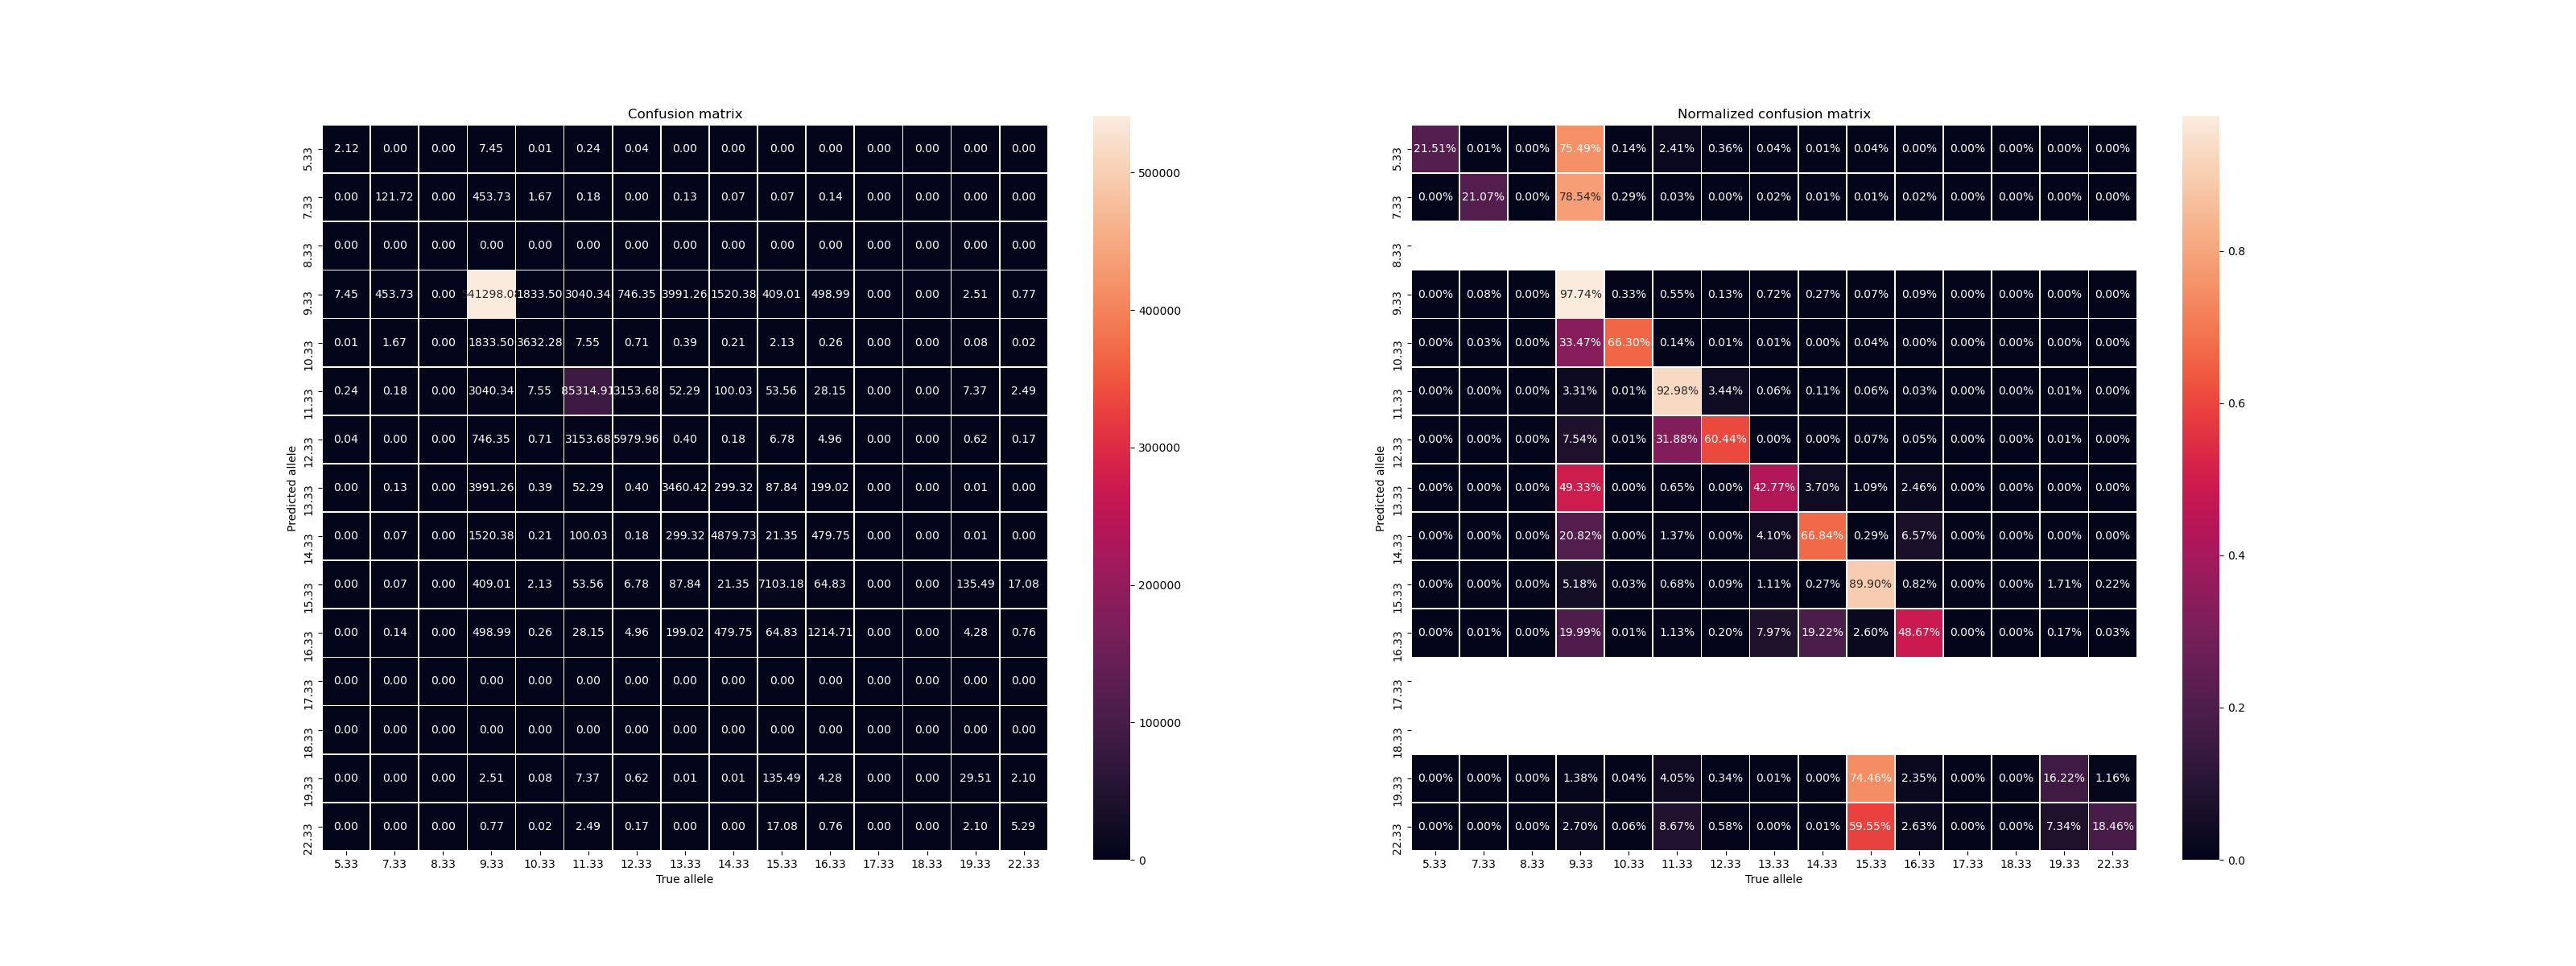 Confusion matrix
5.33 2.12 0.00 0.00 7.45 0.01 0.24 0.04 0.00 0.00 0.00 0.00 0.00 0.00 0.00 0.00
7.33 0.00 121.72 0.00 453.73 1.67 0.18 0.00 0.13 0.07 0.07 0.14 0.00 0.00 0.00 0.00
8.33 0.00 0.00 0.00 0.00 0.00 0.00 0.00 0.00 0.00 0.00 0.00 0.00 0.00 0.00 0.00
9.33 7.45 453.73 0.00 1833.50 3040.34 746.35 3991.26 1520.38 409.01 498.99 0.00 0.00 2.51 0.77
10.33 0.01 1.67 0.00 1833.50 3632.28 7.55 0.71 0.39 0.21 2.13 0.26 0.00 0.00 0.08 0.02
11.33 0.24 0.18 0.00 3040.34 7.55 85314.91 3153.68 52.29 100.03 53.56 28.15 0.00 0.00 7.37 2.49
12.33 0.04 0.00 0.00 746.35 0.71 3153.68 5979.96 0.40 0.18 6.78 4.96 0.00 0.00 0.62 0.17
13.33 0.00 0.13 0.00 3991.26 0.39 52.29 0.40 3460.42 299.32 87.84 199.02 0.00 0.00 0.01 0.00
14.33 0.00 0.07 0.00 1520.38 0.21 100.03 0.18 299.32 4879.73 21.35 479.75 0.00 0.00 0.01 0.00
15.33 0.00 0.07 0.00 409.01 2.13 53.56 6.78 87.84 21.35 7103.18 64.83 0.00 0.00 135.49 17.08
16.33 0.00 0.14 0.00 498.99 0.26 28.15 4.96 199.02 479.75 64.83 1214.71 0.00 0.00 4.28 0.76
17.33 0.00 0.00 0.00 0.00 0.00 0.00 0.00 0.00 0.00 0.00 0.00 0.00 0.00 0.00 0.00
18.33 0.00 0.00 0.00 0.00 0.00 0.00 0.00 0.00 0.00 0.00 0.00 0.00 0.00 0.00 0.00
19.33 0.00 0.00 0.00 2.51 0.08 7.37 0.62 0.01 0.01 135.49 4.28 0.00 0.00 29.51 2.10
22.33 0.00 0.00 0.00 0.77 0.02 2.49 0.17 0.00 0.00 17.08 0.76 0.00 0.00 2.10 5.29
5.33 7.33 8.33 9.33 10.33 11.33 12.33 13.33 14.33 15.33 16.33 17.33 18.33 19.33 22.33
True allele
Predicted allele
500000
400000
300000
200000
100000
0
Normalized confusion matrix
5.33 21.51% 0.01% 0.00% 75.49% 0.14% 2.41% 0.36% 0.04% 0.01% 0.04% 0.00% 0.00% 0.00% 0.00% 0.00%
7.33 0.00% 21.07% 0.00% 78.54% 0.29% 0.03% 0.00% 0.02% 0.01% 0.01% 0.02% 0.00% 0.00% 0.00% 0.00%
8.33
9.33 0.00% 0.08% 0.00% 97.74% 0.33% 0.55% 0.13% 0.72% 0.27% 0.07% 0.09% 0.00% 0.00% 0.00% 0.00%
10.33 0.00% 0.03% 0.00% 33.47% 66.30% 0.14% 0.01% 0.01% 0.00% 0.04% 0.00% 0.00% 0.00% 0.00% 0.00%
11.33 0.00% 0.00% 0.00% 3.31% 0.01% 92.98% 3.44% 0.06% 0.11% 0.06% 0.03% 0.00% 0.00% 0.01% 0.00%
12.33 0.00% 0.00% 0.00% 7.54% 0.01% 31.88% 60.44% 0.00% 0.00% 0.07% 0.05% 0.00% 0.00% 0.01% 0.00%
13.33 0.00% 0.00% 0.00% 49.33% 0.00% 0.65% 0.00% 42.77% 3.70% 1.09% 2.46% 0.00% 0.00% 0.00% 0.00%
14.33 0.00% 0.00% 0.00% 20.82% 0.00% 1.37% 0.00% 4.10% 66.84% 0.29% 6.57% 0.00% 0.00% 0.00% 0.00%
15.33 0.00% 0.00% 0.00% 5.18% 0.03% 0.68% 0.09% 1.11% 0.27% 89.90% 0.82% 0.00% 0.00% 1.71% 0.22%
16.33 0.00% 0.01% 0.00% 19.99% 0.01% 1.13% 0.20% 7.97% 19.22% 2.60% 48.67% 0.00% 0.00% 0.17% 0.03%
17.33
18.33
19.33 0.00% 0.00% 0.00% 1.38% 0.04% 4.05% 0.34% 0.01% 0.00% 74.46% 2.35% 0.00% 0.00% 16.22% 1.16%
22.33 0.00% 0.00% 0.00% 2.70% 0.06% 8.67% 0.58% 0.00% 0.01% 59.55% 2.63% 0.00% 0.00% 7.34% 18.46%
5.33 7.33 8.33 9.33 10.33 11.33 12.33 13.33 14.33 15.33 16.33 17.33 18.33 19.33 22.33
True allele
Predicted allele
0.8
0.6
0.4
0.2
0.0